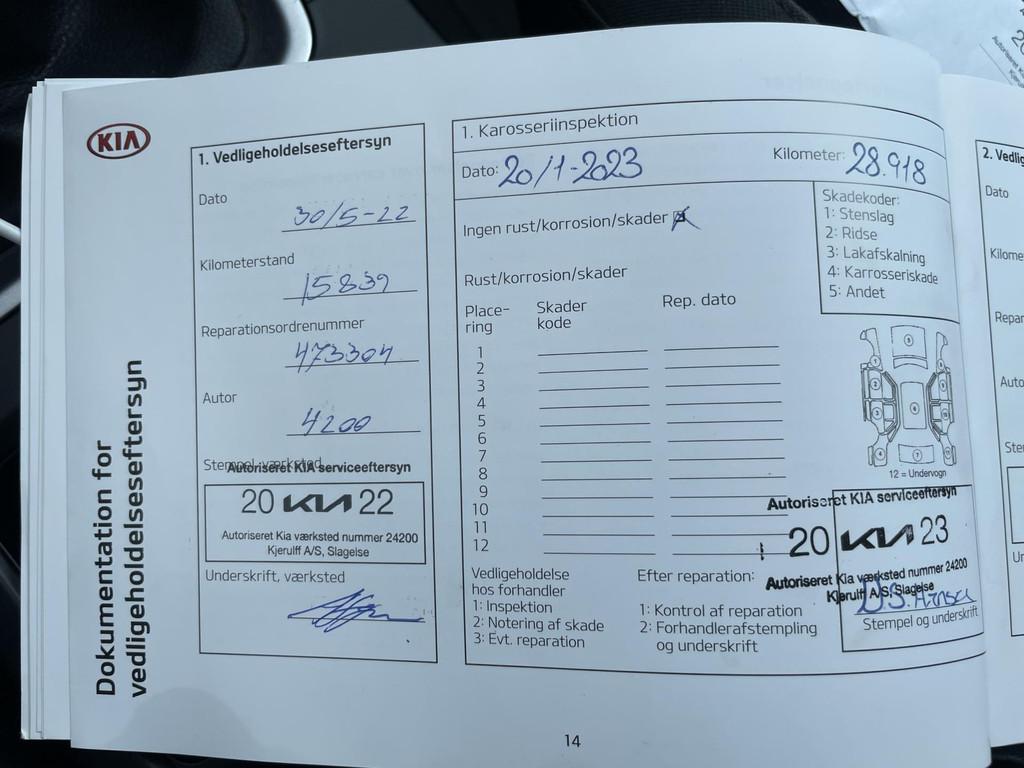 KIA
Dokumentation for
vedligeholdelseseftersyn
1. Vedligeholdelseseftersyn
Dato
30/5-22
Kilometerstand
15839
Reparationsordrenummer
473304
Autor
4200
Stempel, værksted
Autoriseret KIA serviceeftersyn
20 KIA 22
Autoriseret Kia værksted nummer 24200
Kjerulff A/S, Slagelse
Underskrift, værksted
1. Karosseriinspektion
Dato: 20/1-2023
Kilometer: 28.918
Ingen rust/korrosion/skader
Skadekoder:
1: Stenslag
2: Ridse
3: Lakafskalning
4: Karrosseriskade
5: Andet
Rust/korrosion/skader
Place-
ring
Skader
kode
Rep. dato
1
2
3
4
5
6
7
8
9
10
11
12
12 = Undervogn
Autoriseret KIA serviceeftersyn
20 KIA 23
Autoriseret Kia værksted nummer 24200
Kjerulff A/S, Slagelse
Stempel og underskrift
Vedligeholdelse
hos forhandler
1: Inspektion
2: Notering af skade
3: Evt. reparation
Efter reparation:
1: Kontrol af reparation
2: Forhandlerafstempling
og underskrift
14
2. Vedlig
Dato
Kilome
Repar
Auto
Ste